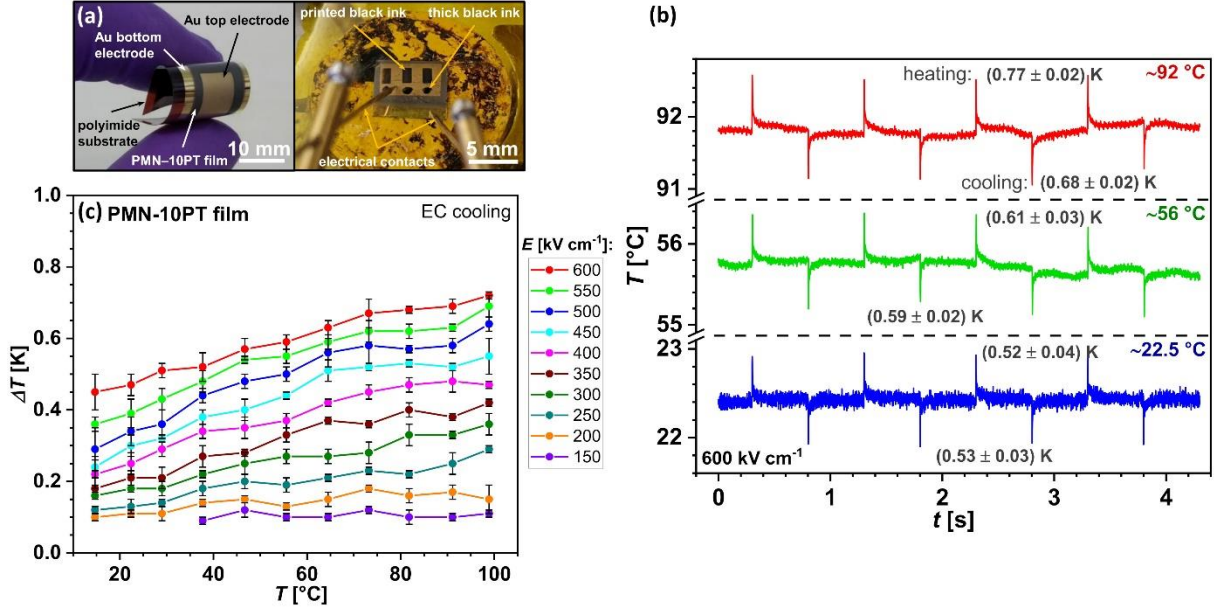 (a)
Au top electrode
Au bottom
electrode
polyimide
substrate
PMN–10PT film
10 mm
printed black ink
thick black ink
electrical contacts
5 mm
(b)
heating: (0.77 ± 0.02) K
~92 °C
92
91
cooling: (0.68 ± 0.02) K
(0.61 ± 0.03) K
~56 °C
56
55
T [°C]
(0.59 ± 0.02) K
(0.52 ± 0.04) K
~22.5 °C
23
22
(0.53 ± 0.03) K
600 kV cm⁻¹
0 1 2 3 4
t [s]
(c) PMN-10PT film
EC cooling
E [kV cm⁻¹]:
600
550
500
450
400
350
300
250
200
150
1.0
0.8
0.6
0.4
0.2
0.0
ΔT [K]
20 40 60 80 100
T [°C]